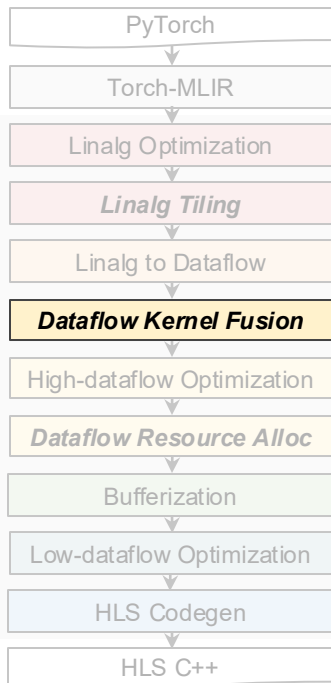 PyTorch
Torch-MLIR
Linalg Optimization
Linalg Tiling
Linalg to Dataflow
Dataflow Kernel Fusion
High-dataflow Optimization
Dataflow Resource Alloc
Bufferization
Low-dataflow Optimization
HLS Codegen
HLS C++